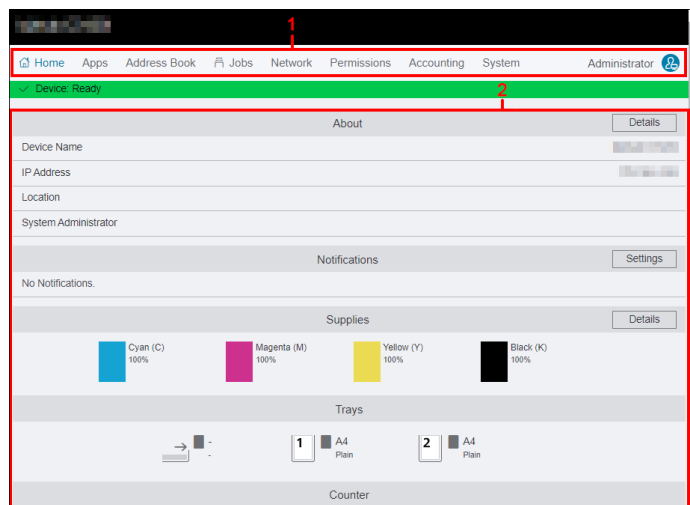 1
Home Apps Address Book Jobs Network Permissions Accounting System Administrator
Device: Ready
2
About Details
Device Name
IP Address
Location
System Administrator
Notifications Settings
No Notifications.
Supplies Details
Cyan (C) Magenta (M) Yellow (Y) Black (K)
100% 100% 100% 100%
Trays
- 1 A4 2 A4
- Plain Plain
Counter